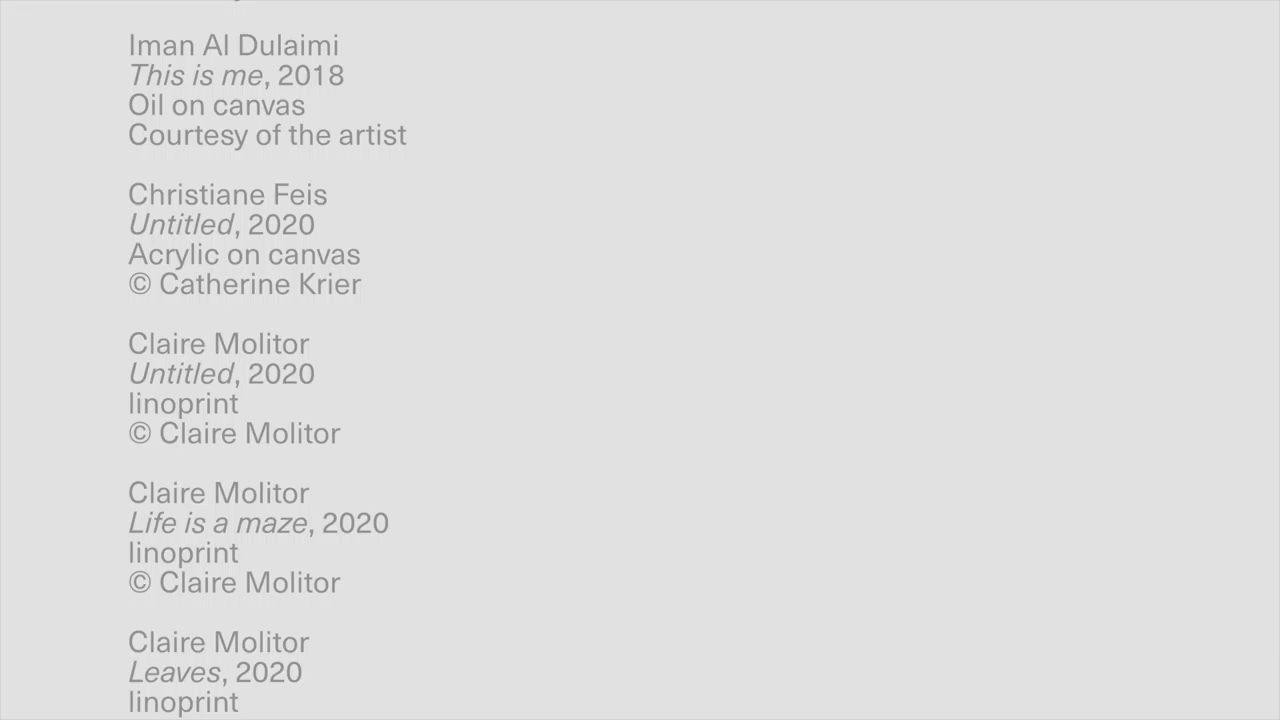 Iman Al Dulaimi
This is me, 2018
Oil on canvas
Courtesy of the artist
Christiane Feis
Untitled, 2020
Acrylic on canvas
© Catherine Krier
Claire Molitor
Untitled, 2020
linoprint
© Claire Molitor
Claire Molitor
Life is a maze, 2020
linoprint
© Claire Molitor
Claire Molitor
Leaves, 2020
linoprint